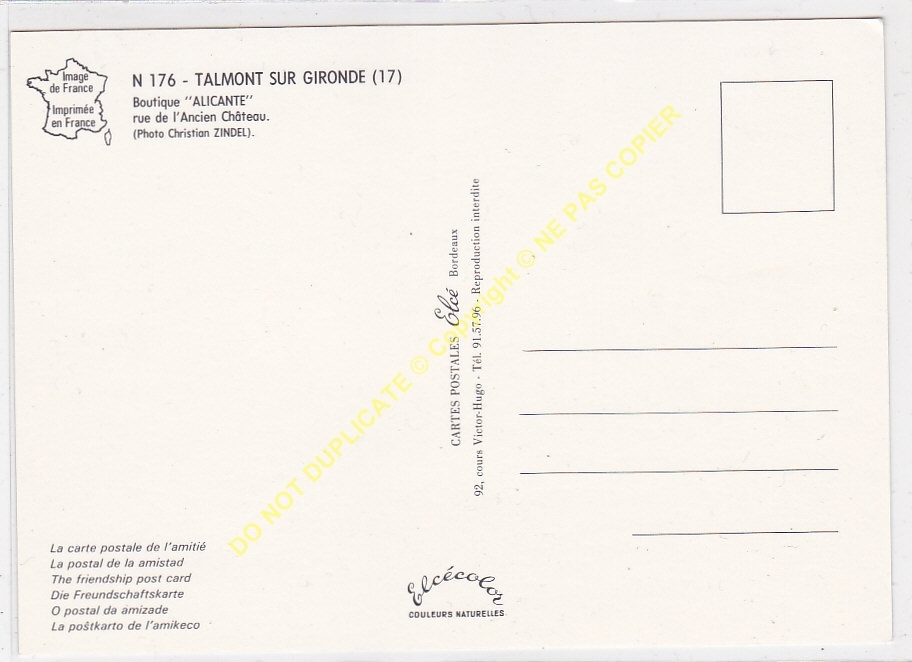 Image
de France
Imprimée
en France
N 176 - TALMONT SUR GIRONDE (17)
Boutique "ALICANTE"
rue de l'Ancien Château.
(Photo Christian ZINDEL).
CARTES POSTALES Elcé Bordeaux
92, cours Victor-Hugo - Tél. 91.57.96 - Reproduction interdite
DO NOT DUPLICATE © Copyright © NE PAS COPIER
La carte postale de l'amitié
La postal de la amistad
The friendship post card
Die Freundschaftskarte
O postal da amizade
La poŝtkarto de l'amikeco
Elcécolor
COULEURS NATURELLES